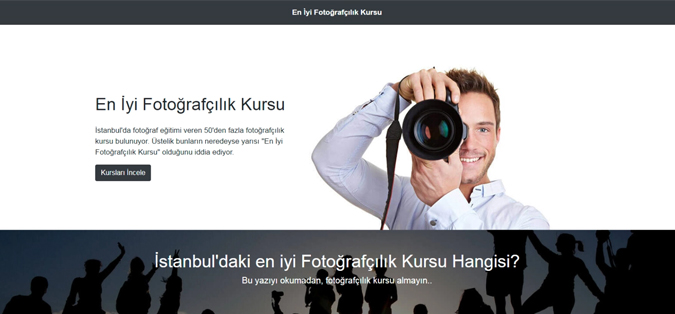 En İyi Fotoğrafçılık Kursu
En İyi Fotoğrafçılık Kursu
İstanbul'da fotoğraf eğitimi veren 50'den fazla fotoğrafçılık
kursu bulunuyor. Üstelik bunların neredeyse yarısı "En İyi
Fotoğrafçılık Kursu" olduğunu iddia ediyor.
Kursları İncele
İstanbul'daki en iyi Fotoğrafçılık Kursu Hangisi?
Bu yazıyı okumadan, fotoğrafçılık kursu almayın..